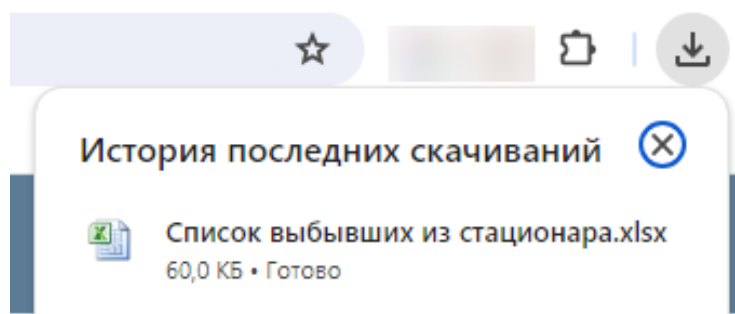 История последних скачиваний
Список выбывших из стационара.xlsx
60,0 КБ • Готово